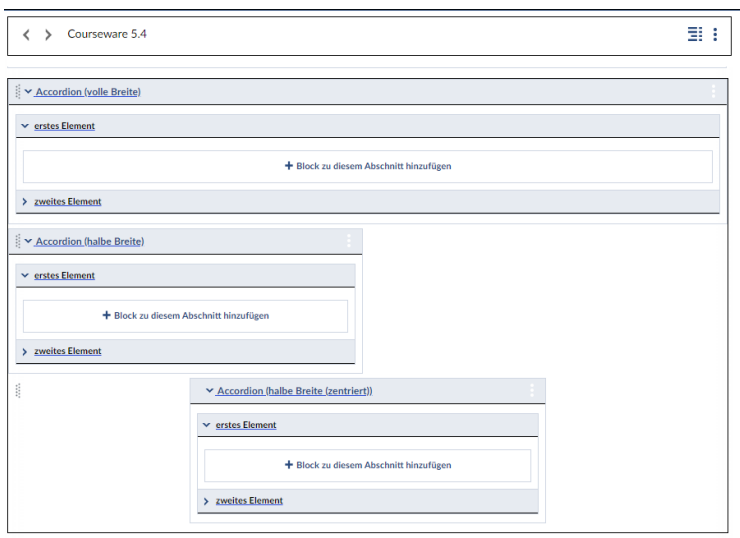 Courseware 5.4
Accordion (volle Breite)
erstes Element
Block zu diesem Abschnitt hinzufügen
zweites Element
Accordion (halbe Breite)
erstes Element
Block zu diesem Abschnitt hinzufügen
zweites Element
Accordion (halbe Breite (zentriert))
erstes Element
Block zu diesem Abschnitt hinzufügen
zweites Element